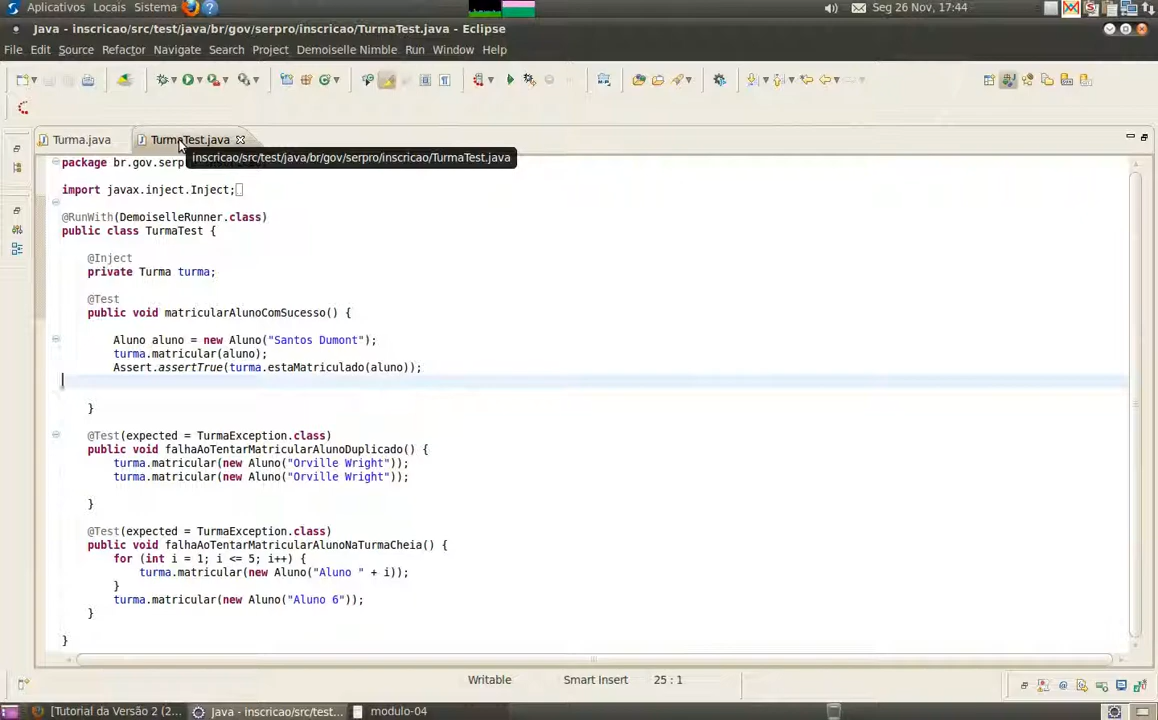 Aplicativos Locais Sistema Seg 26 Nov, 17:44
Java - inscricao/src/test/java/br/gov/serpro/inscricao/TurmaTest.java - Eclipse
File Edit Source Refactor Navigate Search Project Demoiselle Nimble Run Window Help
Turma.java TurmaTest.java
inscricao/src/test/java/br/gov/serpro/inscricao/TurmaTest.java
package br.gov.serp
import javax.inject.Inject;
@RunWith(DemoiselleRunner.class)
public class TurmaTest {
@Inject
private Turma turma;
@Test
public void matricularAlunoComSucesso() {
Aluno aluno = new Aluno("Santos Dumont");
turma.matricular(aluno);
Assert.assertTrue(turma.estaMatriculado(aluno));
}
@Test(expected = TurmaException.class)
public void falhaAoTentarMatricularAlunoDuplicado() {
turma.matricular(new Aluno("Orville Wright"));
turma.matricular(new Aluno("Orville Wright"));
}
@Test(expected = TurmaException.class)
public void falhaAoTentarMatricularAlunoNaTurmaCheia() {
for (int i = 1; i <= 5; i++) {
turma.matricular(new Aluno("Aluno " + i));
}
turma.matricular(new Aluno("Aluno 6"));
}
}
Writable Smart Insert 25 : 1
[Tutorial da Versão 2 (2... Java - inscricao/src/test... modulo-04